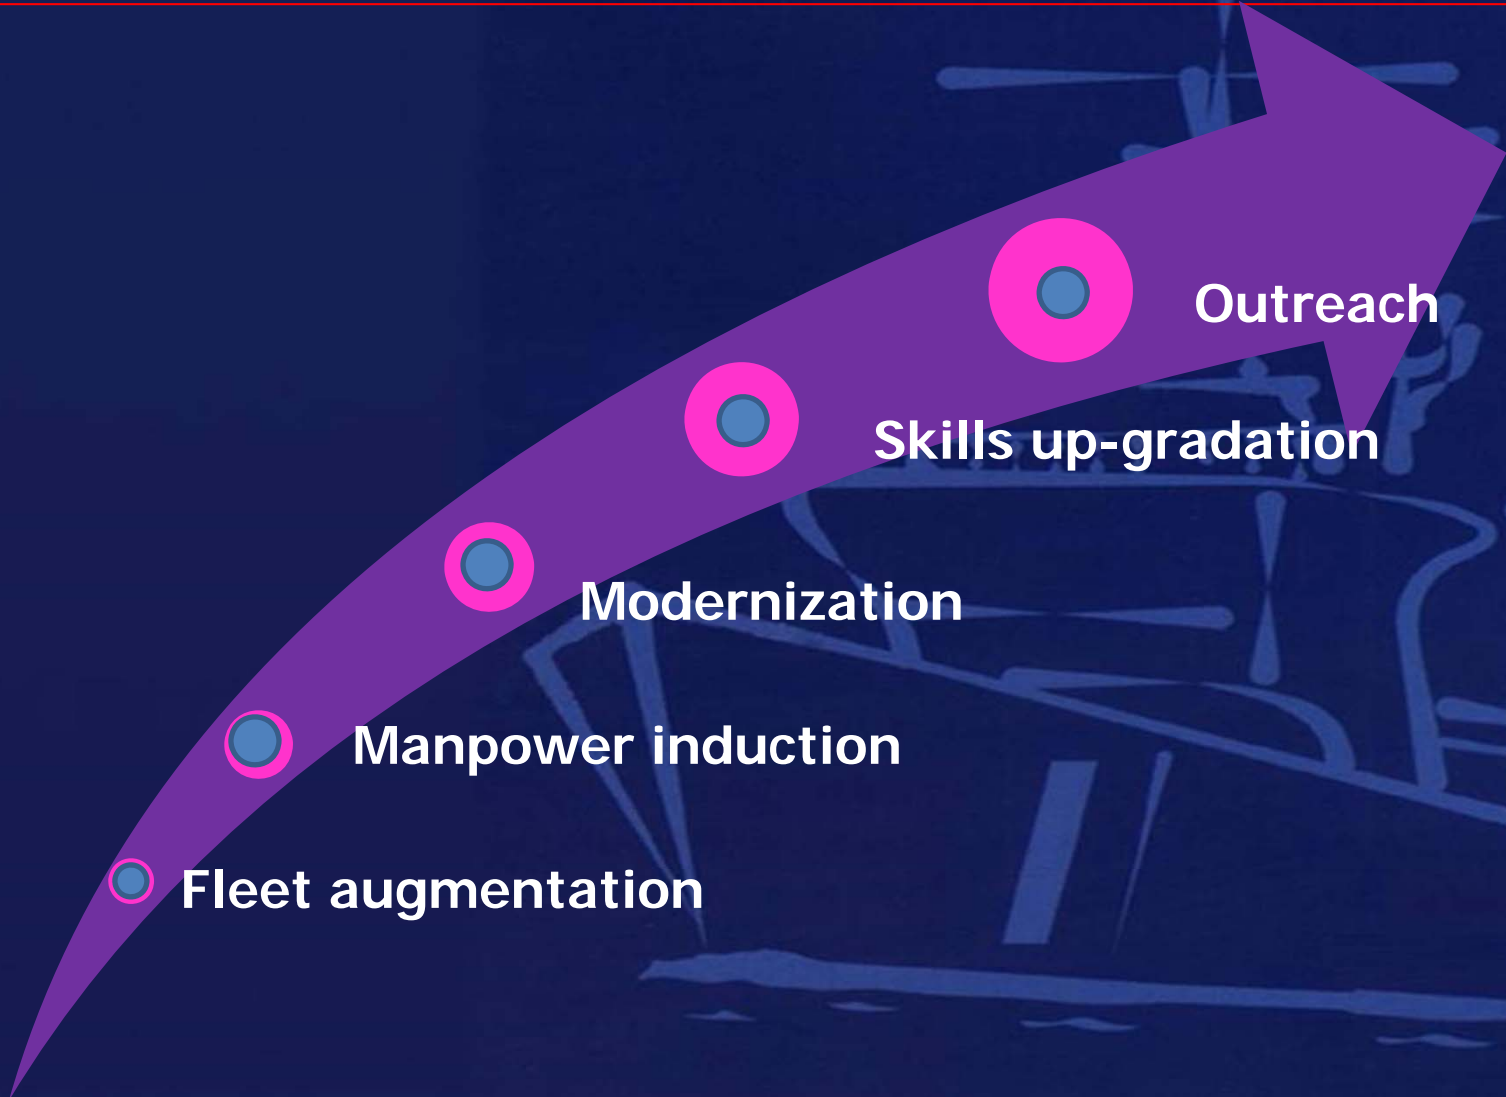 Outreach
Skills up-gradation
Modernization
Manpower induction
Fleet augmentation